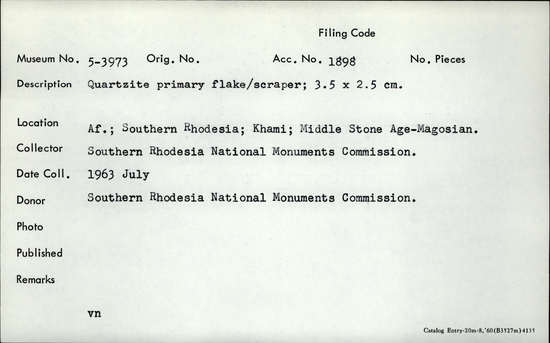 Filing Code
Museum No. 5-3973 Orig. No. Acc. No. 1898 No. Pieces
Description Quartzite primary flake/scraper; 3.5 x 2.5 cm.
Location Af.; Southern Rhodesia; Khami; Middle Stone Age-Magosian.
Collector Southern Rhodesia National Monuments Commission.
Date Coll. 1963 July
Donor Southern Rhodesia National Monuments Commission.
Photo
Published
Remarks
vn
Catalog Entry-20m-8,'60(B3527m)4135